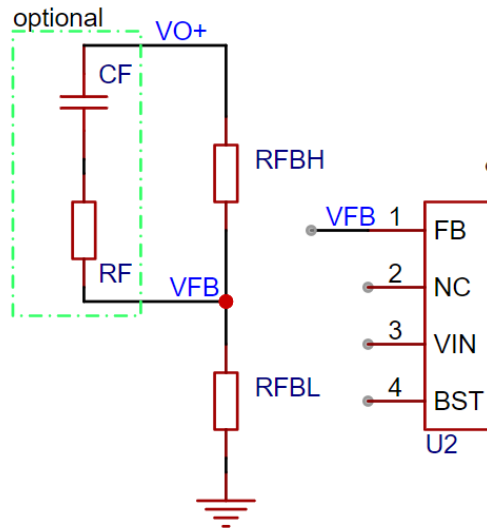 optional
VO+
CF
RFBH
RF
VFB
RFBL
VFB 1 FB
2 NC
3 VIN
4 BST
U2